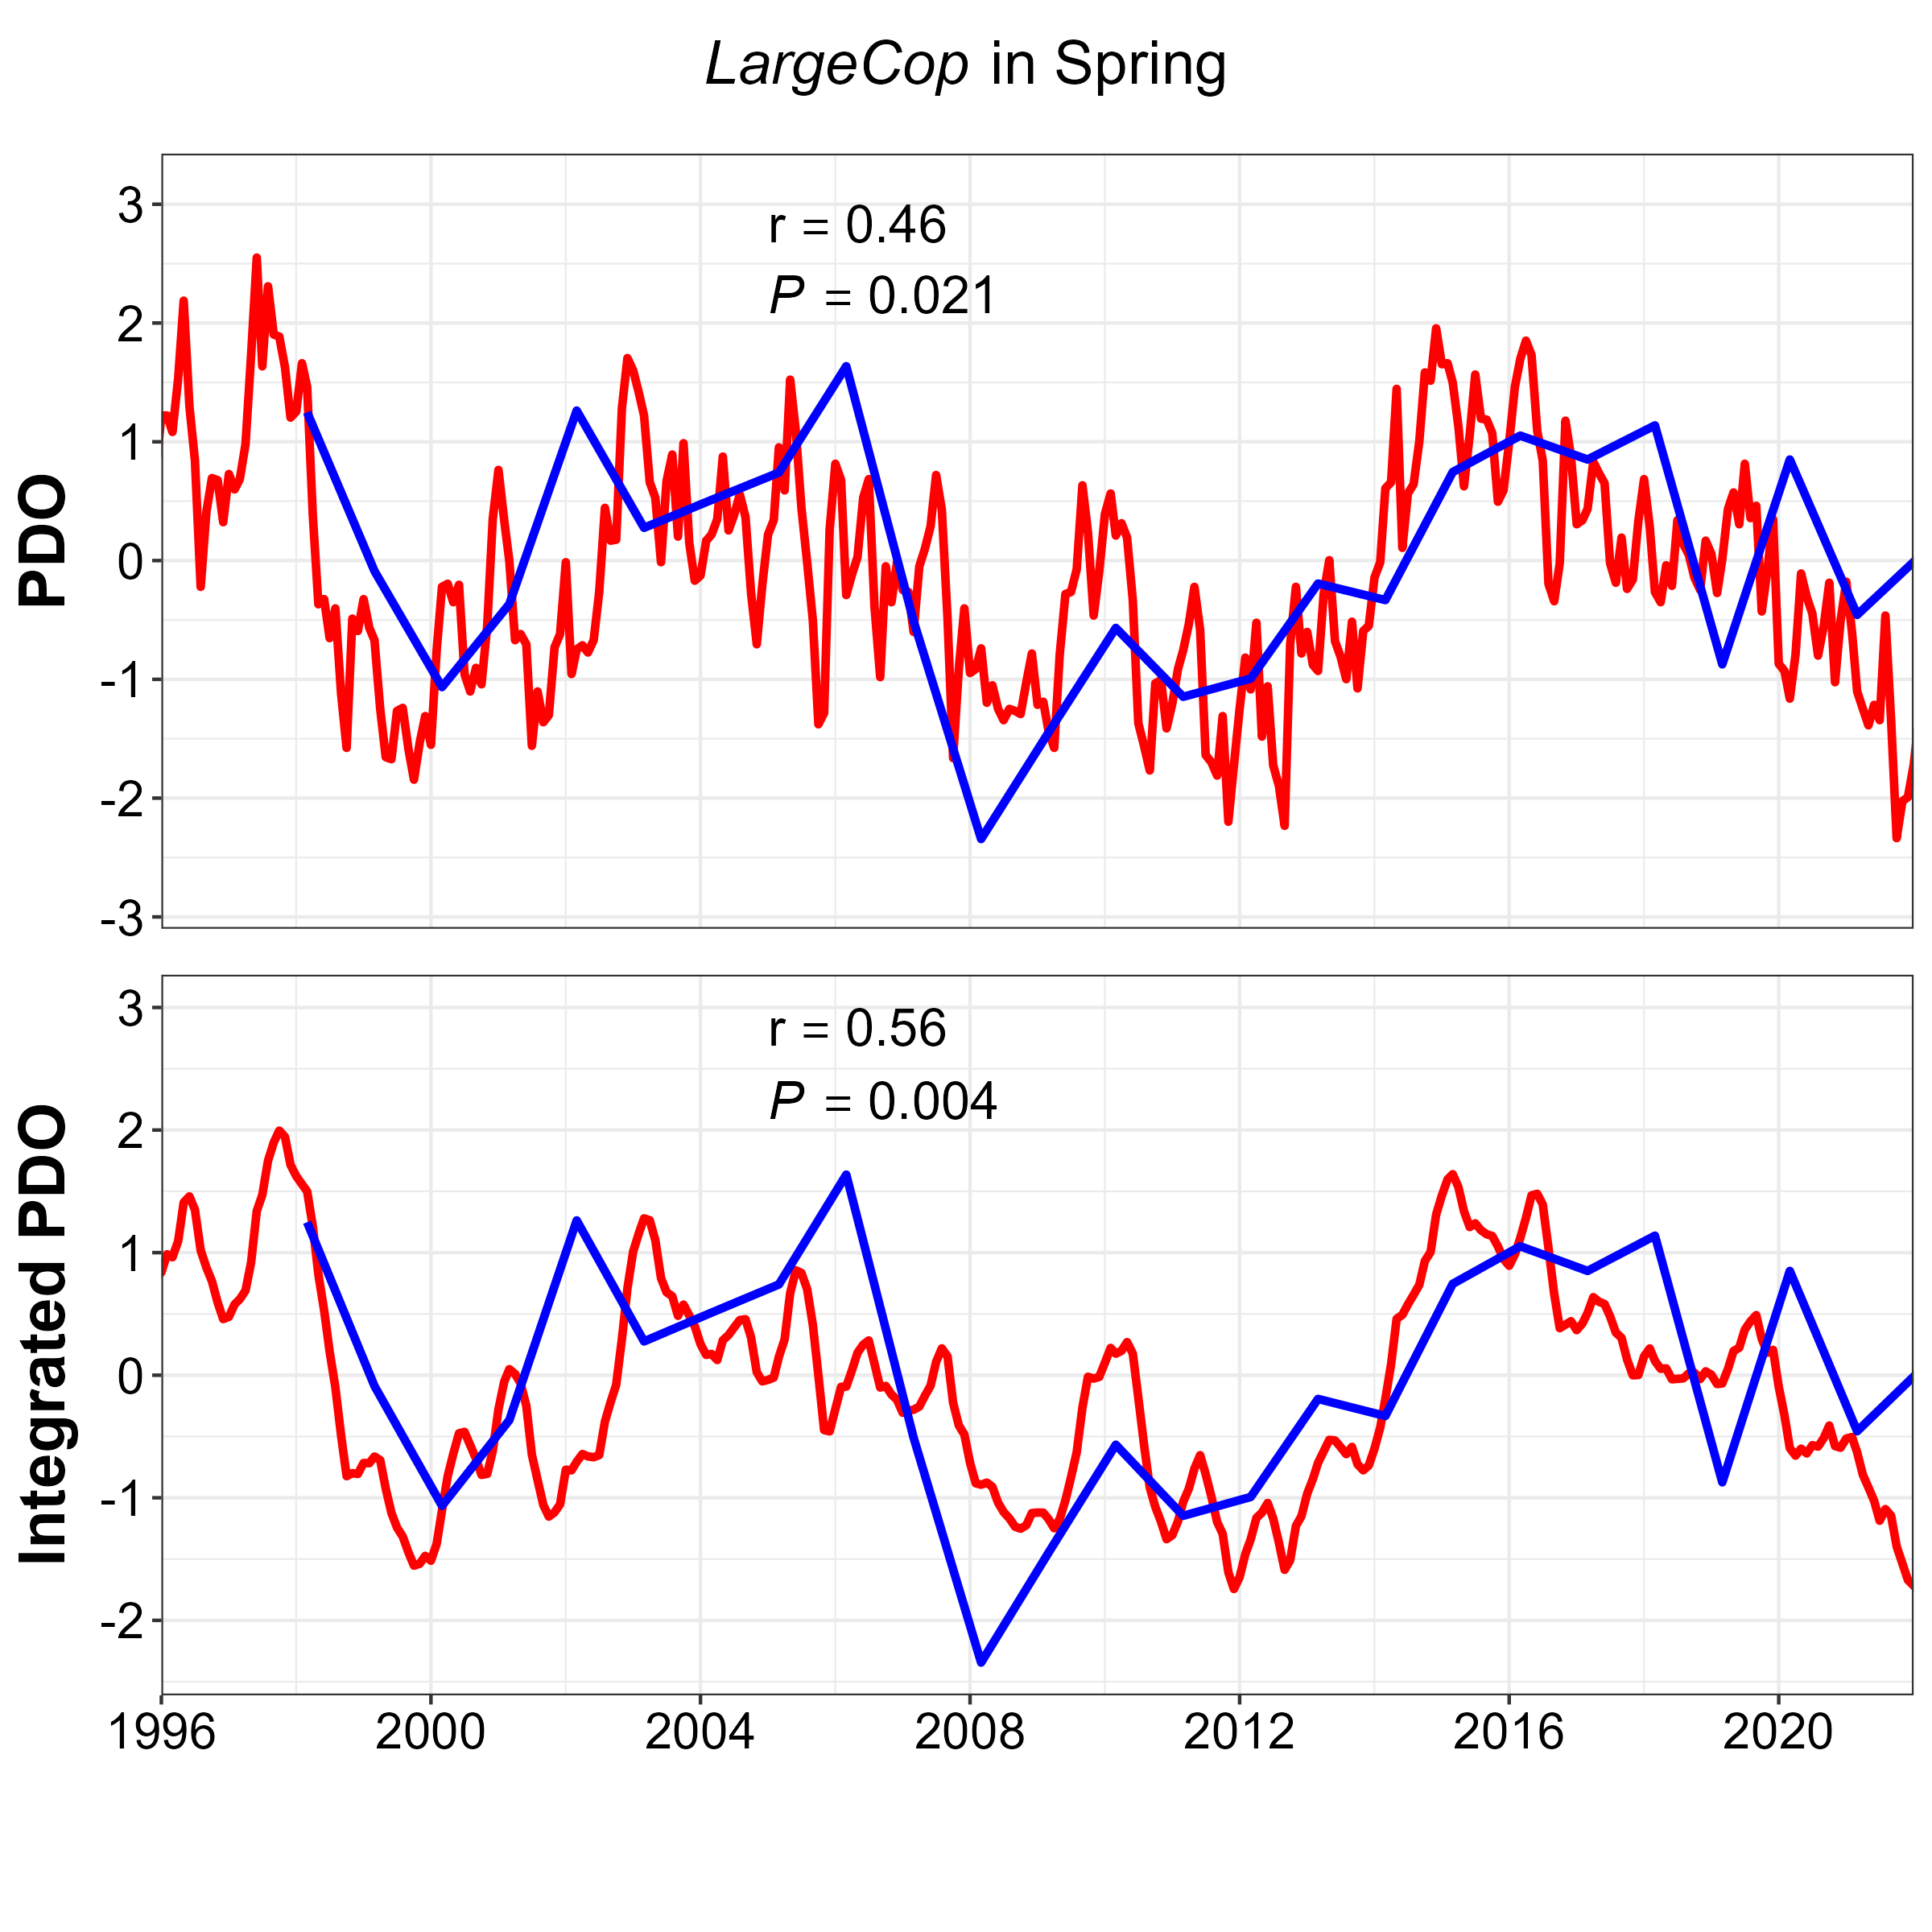 LargeCop in Spring
3
2
1
0
-1
-2
-3
PDO
r = 0.46
P = 0.021
3
2
1
0
-1
-2
Integrated PDO
r = 0.56
P = 0.004
1996 2000 2004 2008 2012 2016 2020